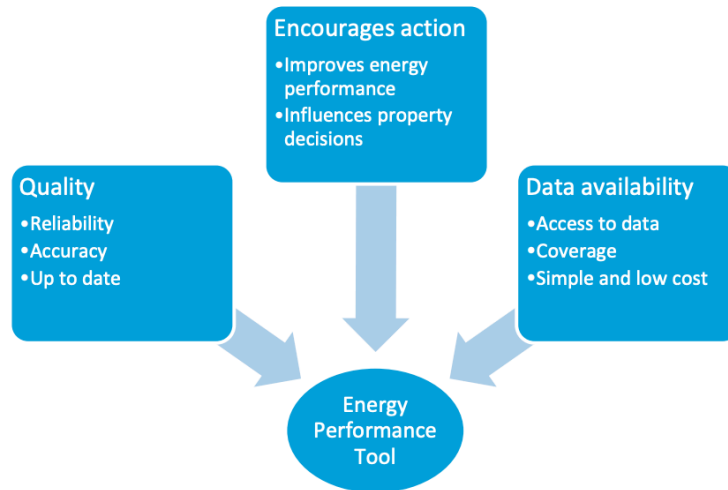 Encourages action
•Improves energy
performance
•Influences property
decisions
Quality
•Reliability
•Accuracy
•Up to date
Data availability
•Access to data
•Coverage
•Simple and low cost
Energy
Performance
Tool